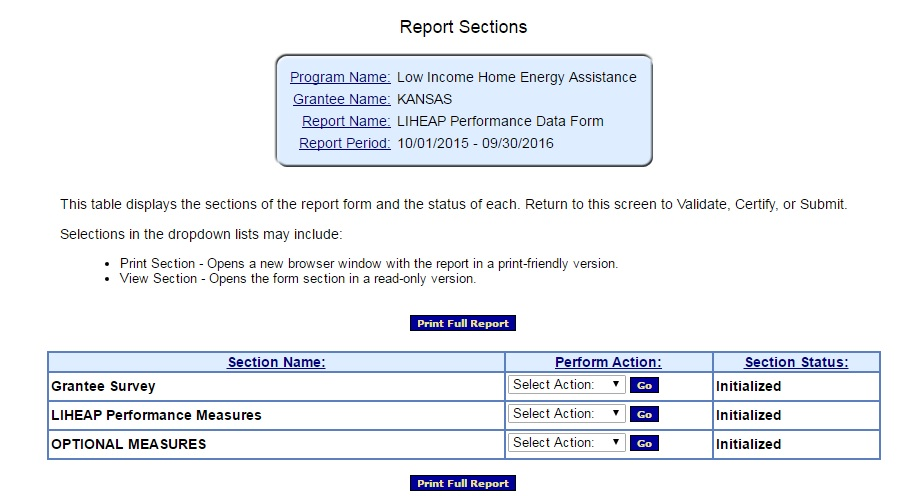 Report Sections
Program Name: Low Income Home Energy Assistance
Grantee Name: KANSAS
Report Name: LIHEAP Performance Data Form
Report Period: 10/01/2015 - 09/30/2016
This table displays the sections of the report form and the status of each. Return to this screen to Validate, Certify, or Submit.
Selections in the dropdown lists may include:
• Print Section - Opens a new browser window with the report in a print-friendly version.
• View Section - Opens the form section in a read-only version.
Print Full Report
Section Name: Perform Action: Section Status:
Grantee Survey Select Action: Go Initialized
LIHEAP Performance Measures Select Action: Go Initialized
OPTIONAL MEASURES Select Action: Go Initialized
Print Full Report